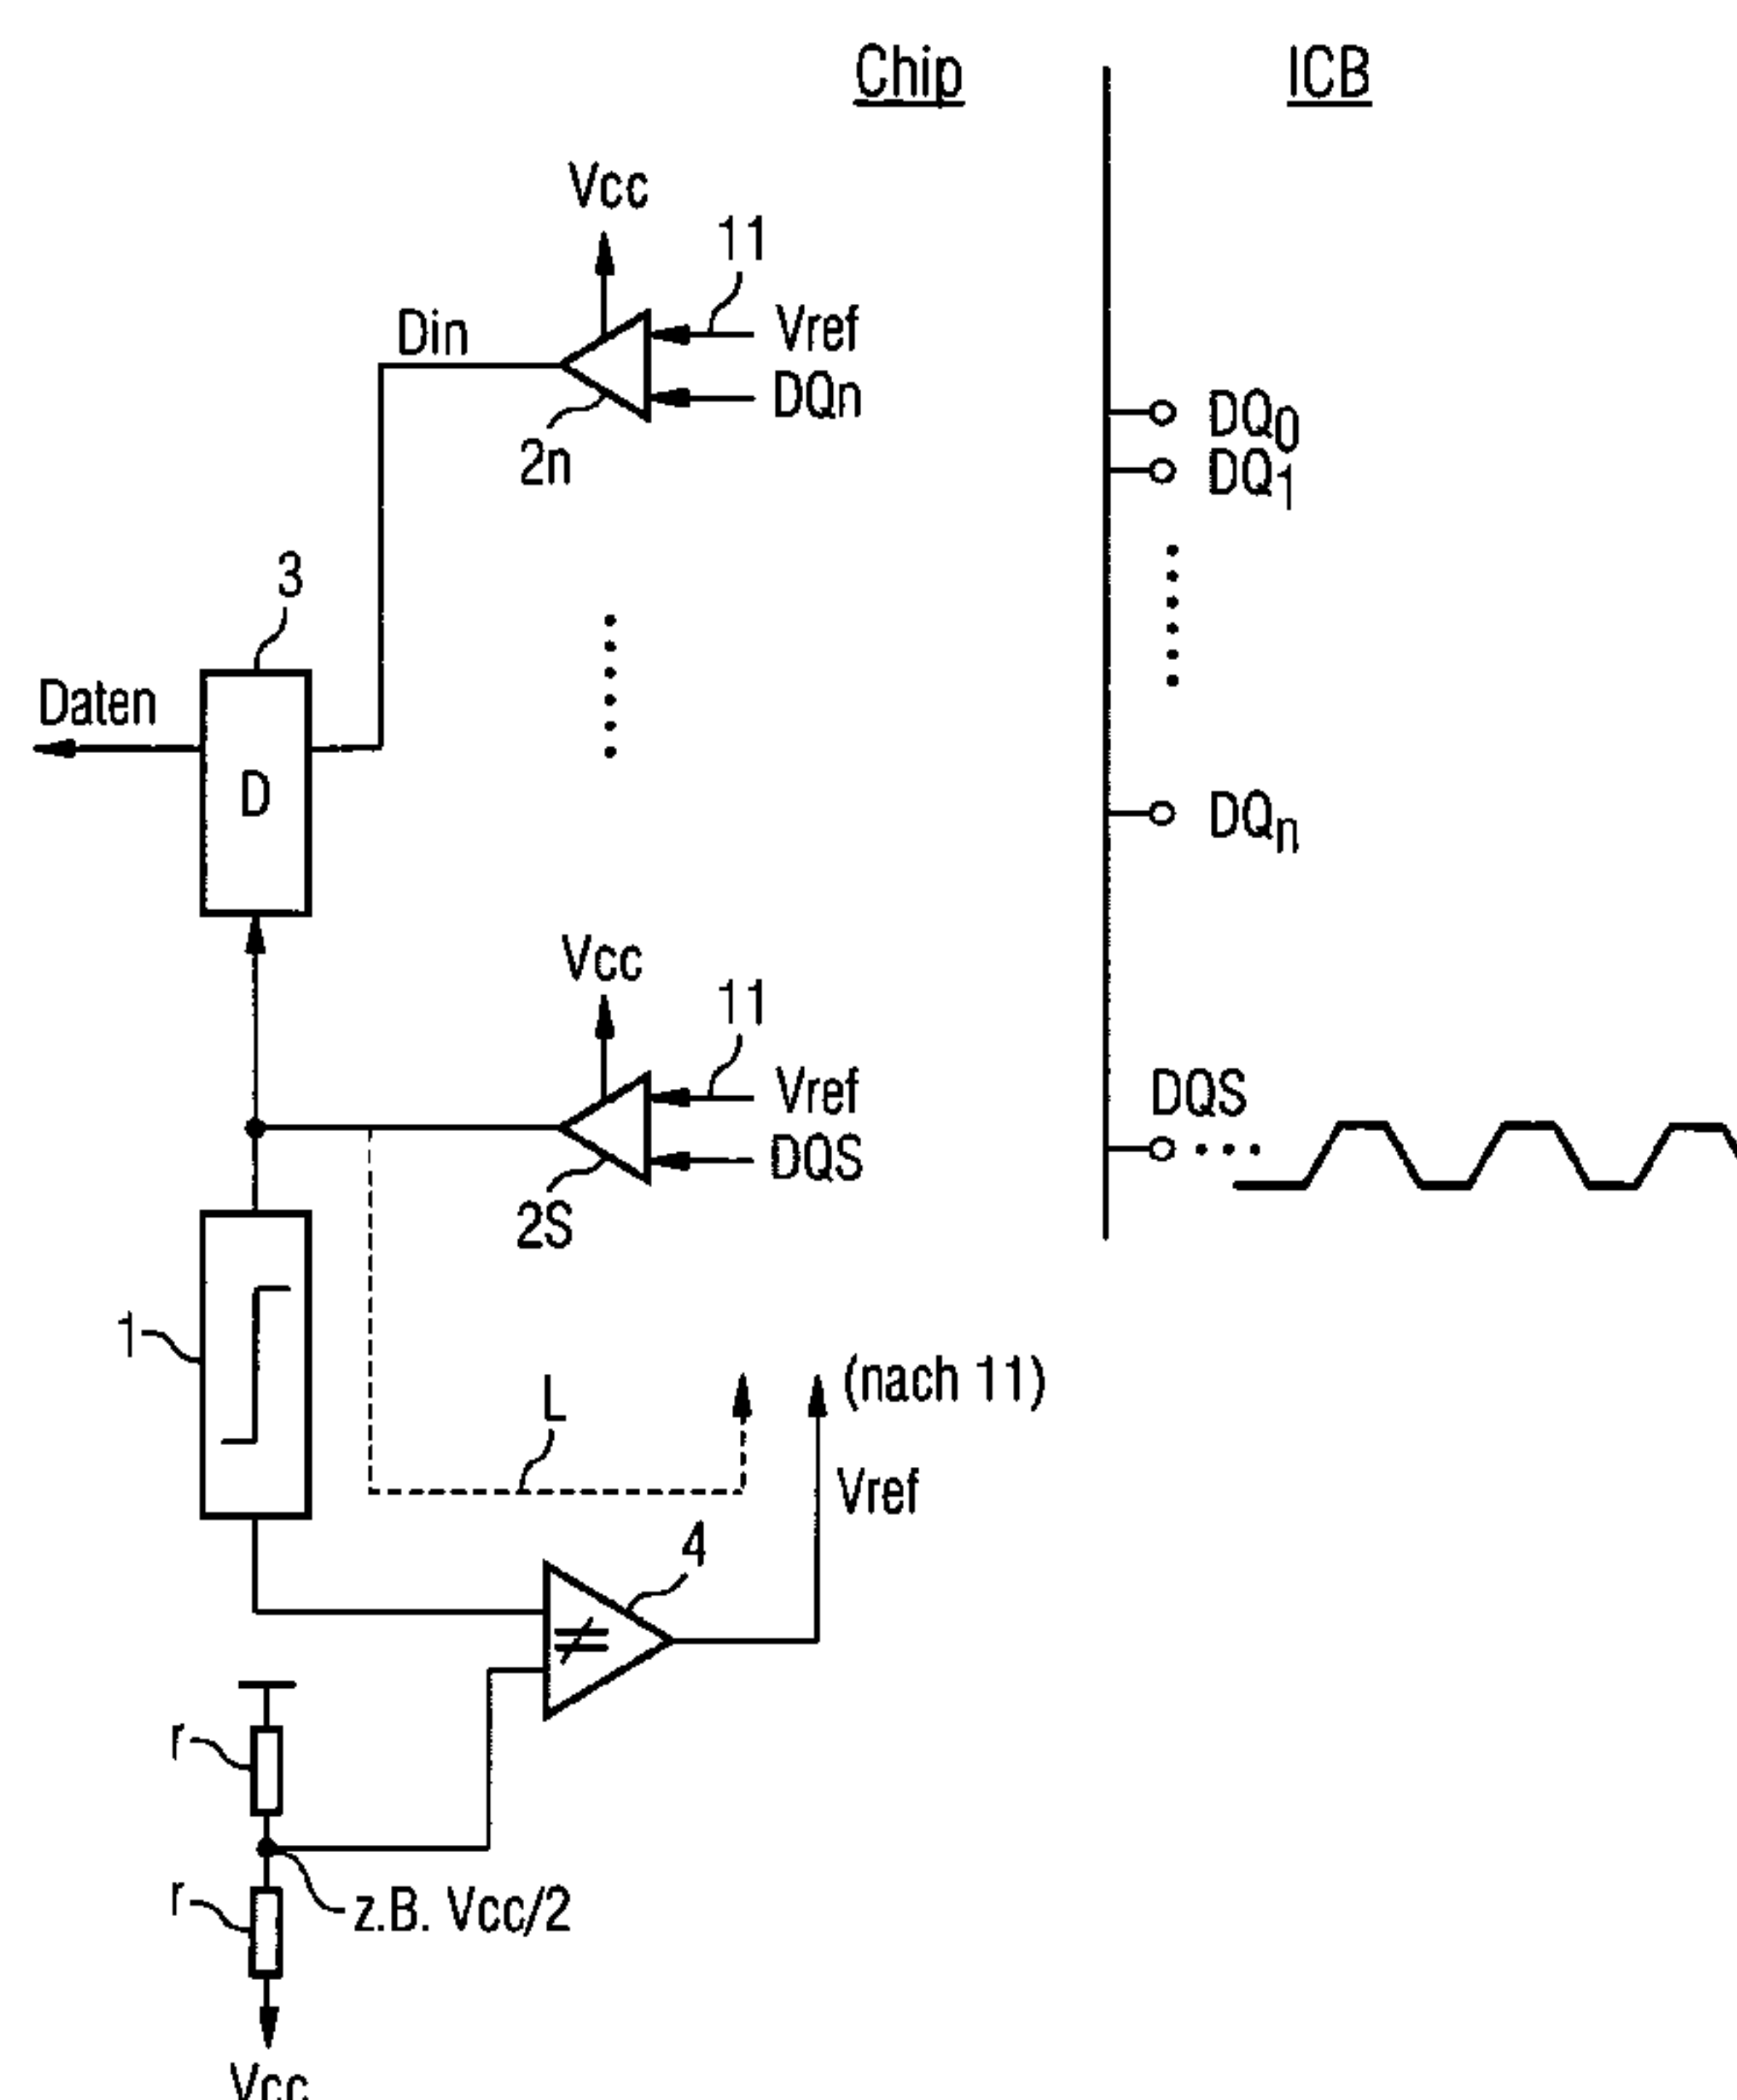 Chip
ICB
Vcc
11
Din
Vref
DQn
2n
DQ0
DQ1
3
Daten
D
DQn
Vcc
11
Vref
DQS
2S
DQS
1
(nach 11)
L
Vref
4
≠
r
r
z.B. Vcc/2
Vcc